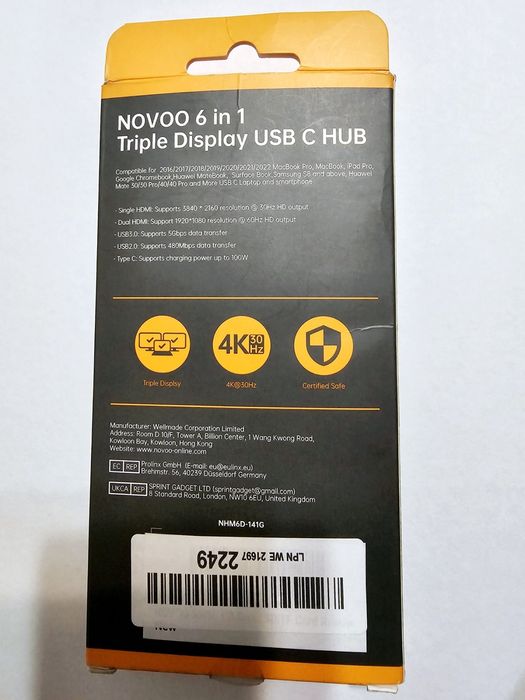 NOVOO 6 in 1
Triple Display USB C HUB
Compatible for 2016/2017/2018/2019/2020/2021/2022 MacBook Pro, MacBook, iPad Pro,
Google Chromebook,Huawei MateBook, Surface Book,Samsung S8 and above, Huawei
Mate 30/30 Pro/40/40 Pro and More USB C Laptop and smartphone
· Single HDMI: Supports 3840 * 2160 resolution @ 30Hz HD output
· Dual HDMI: Support 1920*1080 resolution @ 60Hz HD output
· USB3.0: Supports 5Gbps data transfer
· USB2.0: Supports 480Mbps data transfer
· Type C: Supports charging power up to 100W
4K 30 Hz
Triple Display
4K@30Hz
Certified Safe
Manufacturer: Wellmade Corporation Limited
Address: Room D 10/F, Tower A, Billion Center, 1 Wang Kwong Road,
Kowloon Bay, Kowloon, Hong Kong
Website: www.novoo-online.com
EC REP Prolinx GmbH (E-mail: eu@eulinx.eu)
Brehmstr. 56, 40239 Düsseldorf Germany
UKCA REP SPRINT GADGET LTD (sprintgadget@gmail.com)
8 Standard Road, London, NW10 6EU, United Kingdom
NHM6D-141G
LPN WE 21697 2249
New